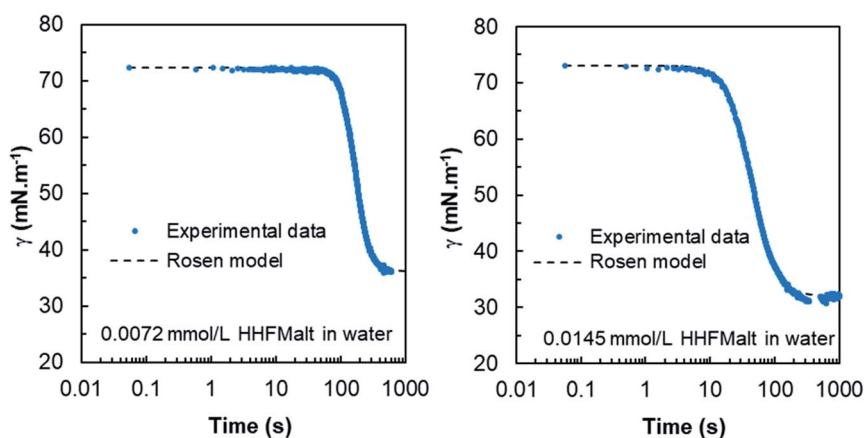 80
70
60
50
40
30
20
γ (mN.m⁻¹)
Experimental data
Rosen model
0.0072 mmol/L HHFMalt in water
0.01 0.1 1 10 100 1000
Time (s)
80
70
60
50
40
30
20
γ (mN.m⁻¹)
Experimental data
Rosen model
0.0145 mmol/L HHFMalt in water
0.01 0.1 1 10 100 1000
Time (s)